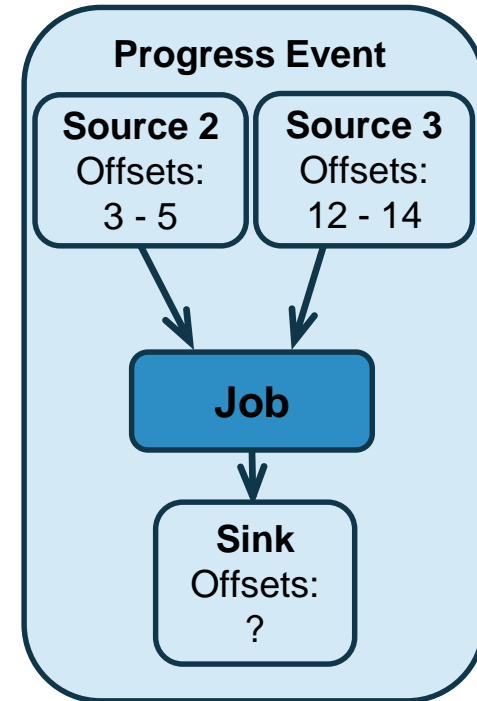 Progress Event
Source 2
Offsets:
3 - 5
Source 3
Offsets:
12 - 14
Job
Sink
Offsets:
?